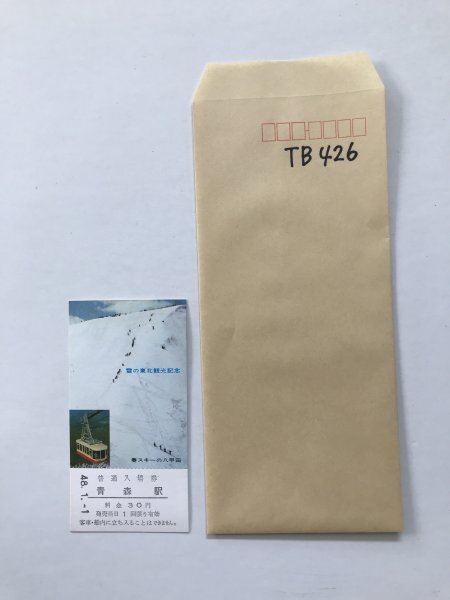 TB 426
雪の東北観光記念
春スキーの八甲田
普通入場券
青森駅
料金30円
発売当日1回限り有効
客車・船内に立ち入ることはできません。
48.1.-1